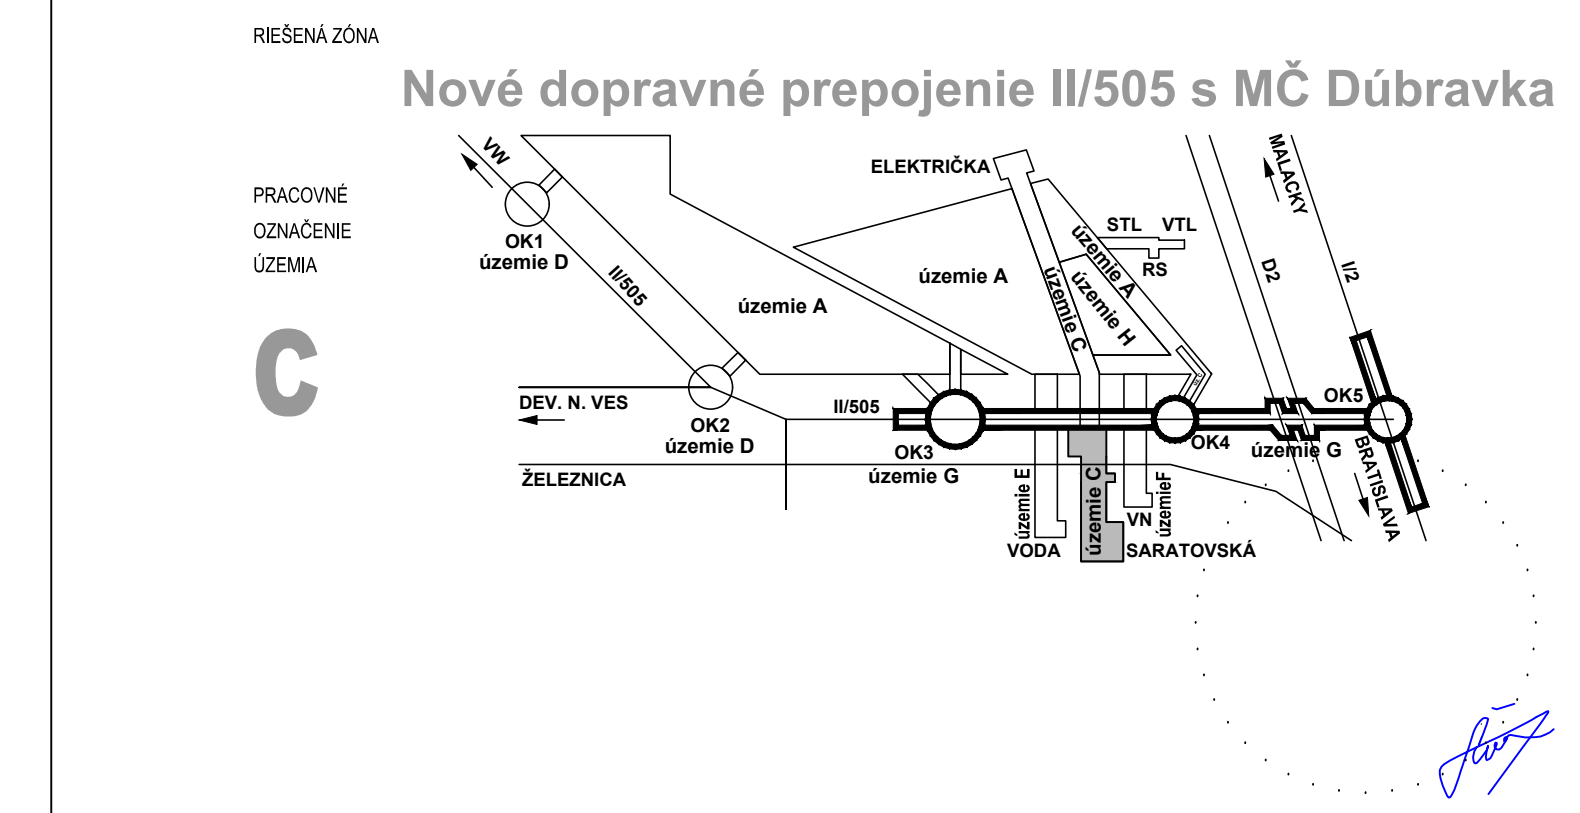 RIEŠENÁ ZÓNA
Nové dopravné prepojenie II/505 s MČ Dúbravka
PRACOVNÉ
OZNAČENIE
ÚZEMIA
C
VW
OK1
územie D
II/505
územie A
ELEKTRIČKA
územie A
územie C
územie A
územie H
STL VTL
RS
MALACKY
D2
I/2
DEV. N. VES
OK2
územie D
II/505
OK3
územie G
OK4
OK5
územie G
BRATISLAVA
ŽELEZNICA
územie E
VODA
územie C
VN
územieF
SARATOVSKÁ